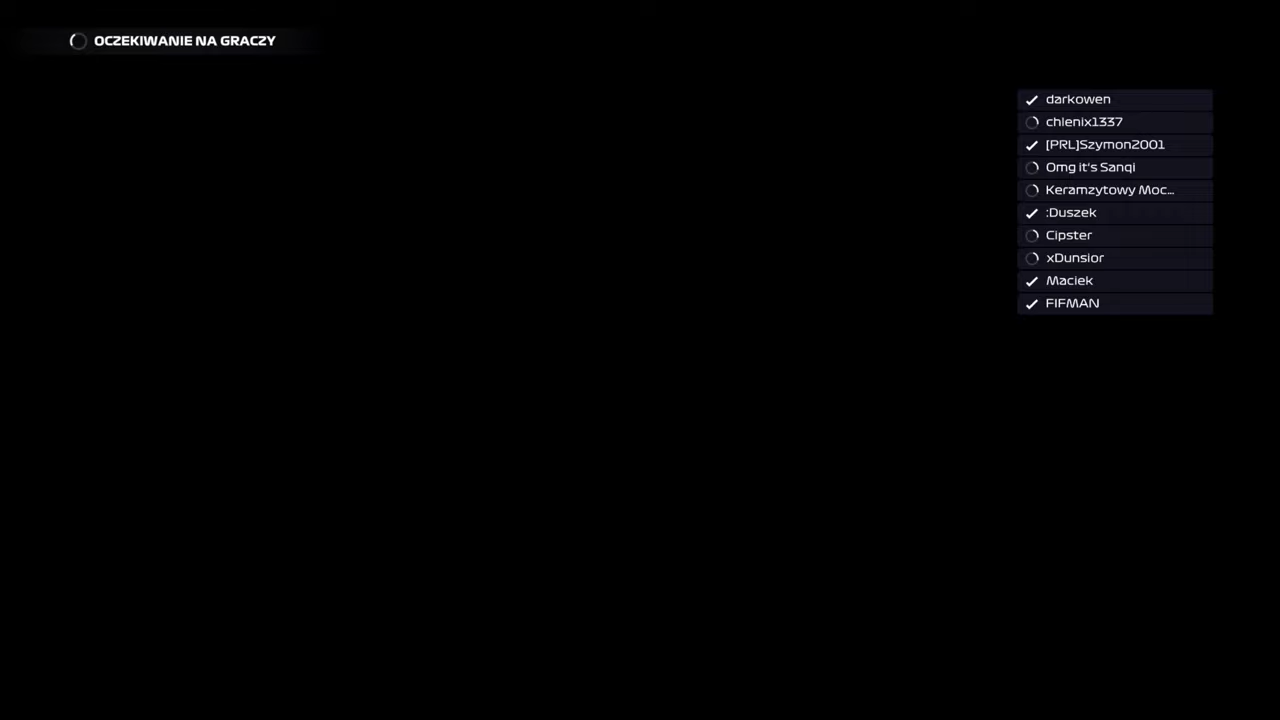 OCZEKIWANIE NA GRACZY
darkowen
chlenix1337
[PRL]Szymon2001
Omg it's Sanqi
Keramzytowy Moc...
:Duszek
Cipster
xDunsior
Maciek
FIFMAN